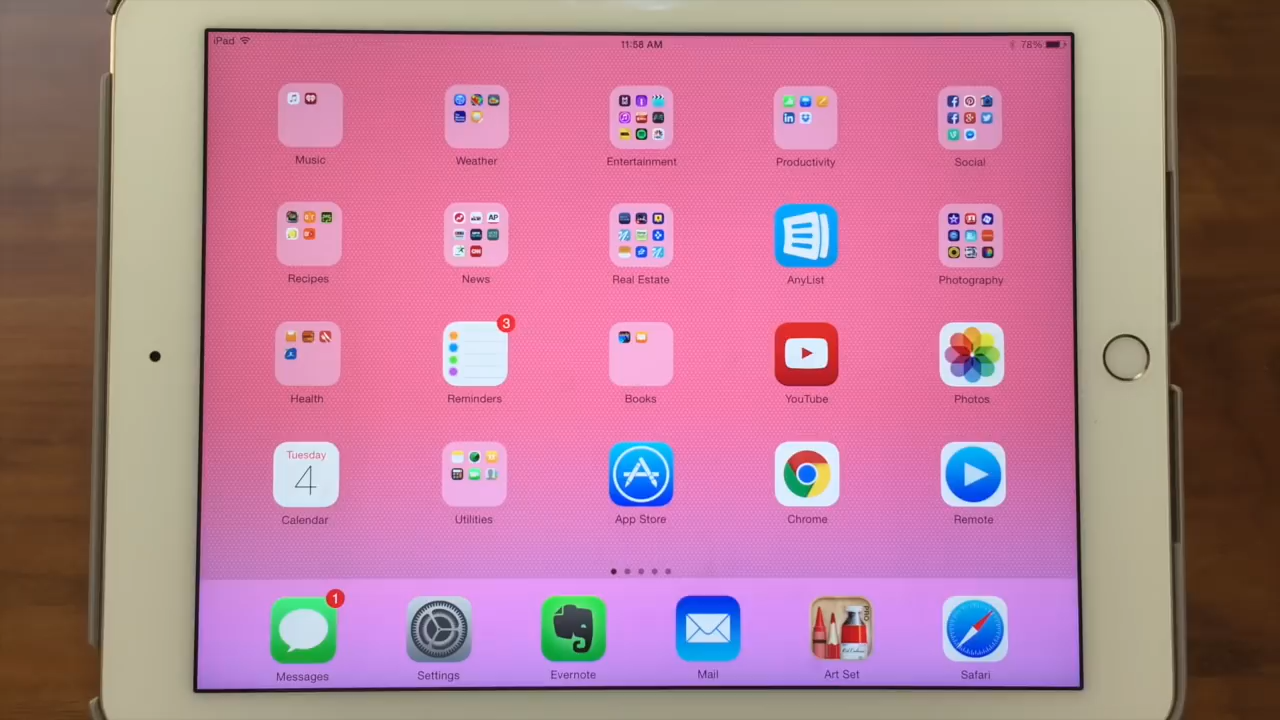 iPad
11:58 AM
78%
Music
Weather
Entertainment
Productivity
Social
Recipes
News
Real Estate
AnyList
Photography
Health
3
Reminders
Books
YouTube
Photos
Tuesday
4
Calendar
Utilities
App Store
Chrome
Remote
1
Messages
Settings
Evernote
Mail
PRO
Art Set
Safari